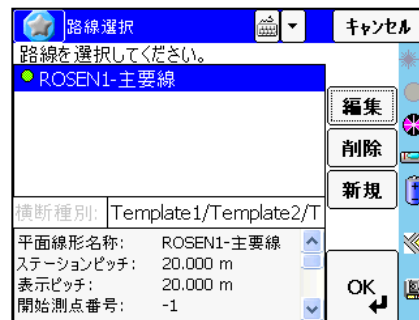 路線選択
キャンセル
路線を選択してください。
ROSEN1-主要線
編集
削除
新規
横断種別: Template1/Template2/T
平面線形名称: ROSEN1-主要線
ステーションピッチ: 20.000 m
表示ピッチ: 20.000 m
開始測点番号: -1
OK